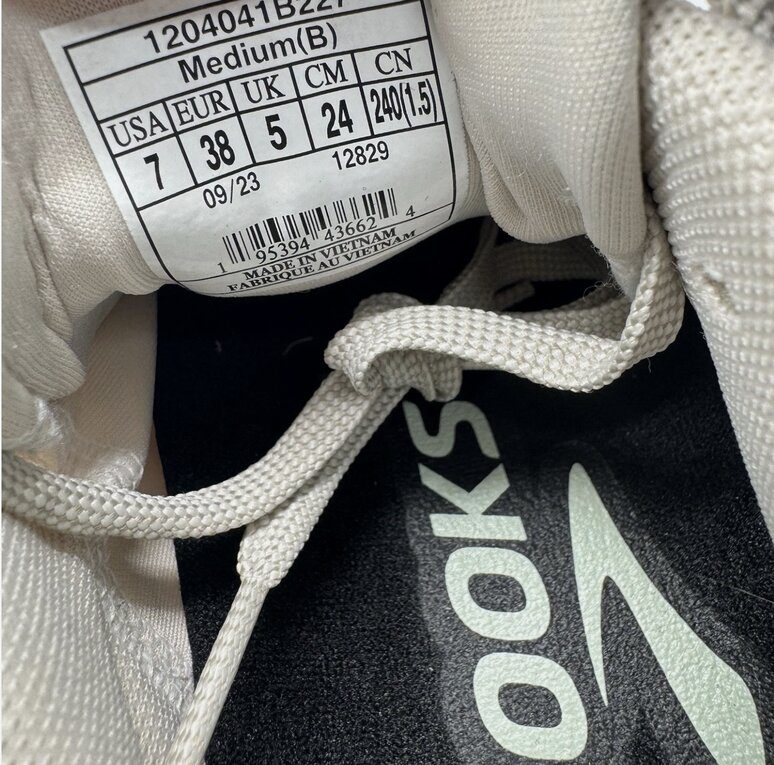 1204041B227
Medium(B)
USA EUR UK CM CN
7 38 5 24 240(1.5)
09/23 12829
1 95394 43662 4
MADE IN VIETNAM
FABRIQUE AU VIETNAM
OOKS